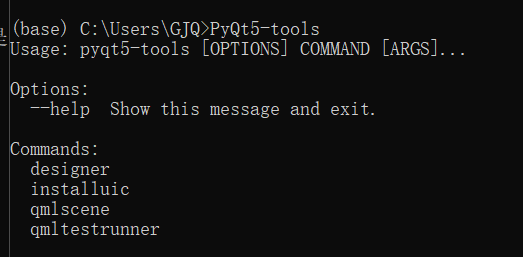 (base) C:\Users\GJQ>PyQt5-tools
Usage: pyqt5-tools [OPTIONS] COMMAND [ARGS]...
Options:
--help  Show this message and exit.
Commands:
designer
installuic
qmlscene
qmltestrunner